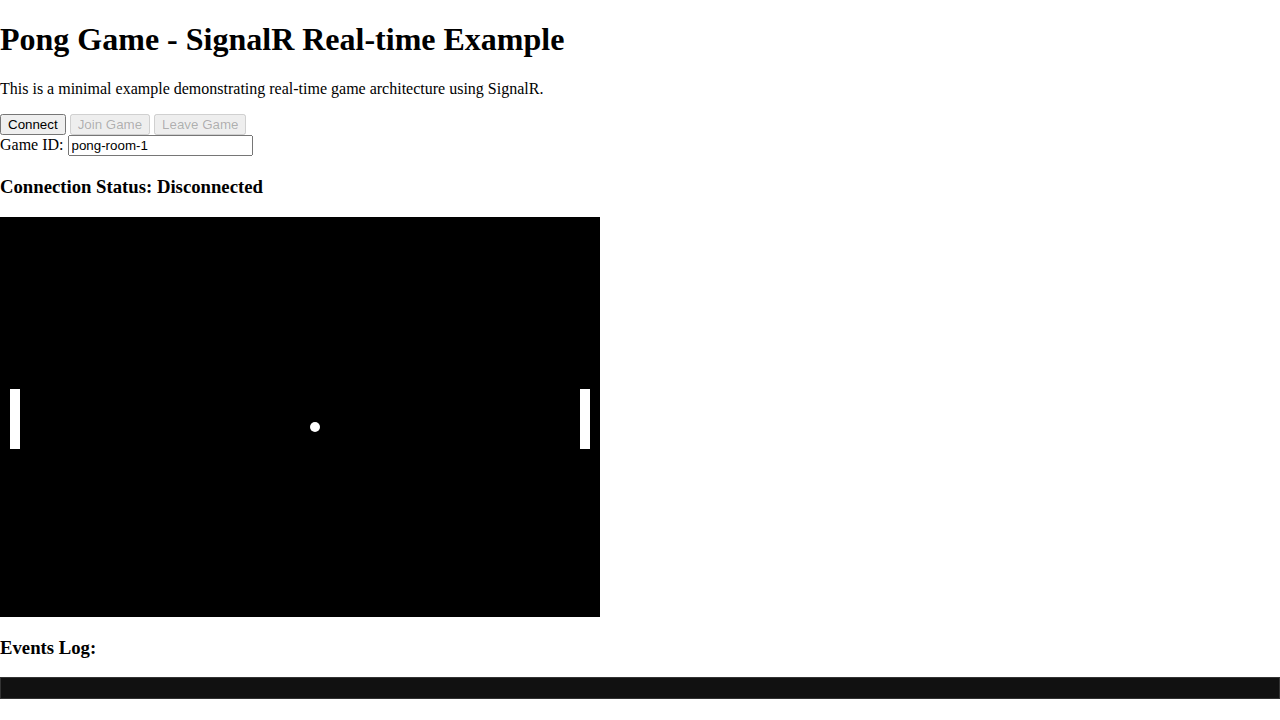 Pong Game - SignalR Real-time Example
This is a minimal example demonstrating real-time game architecture using SignalR.
Connect Join Game Leave Game
Game ID: pong-room-1
Connection Status: Disconnected
Events Log: